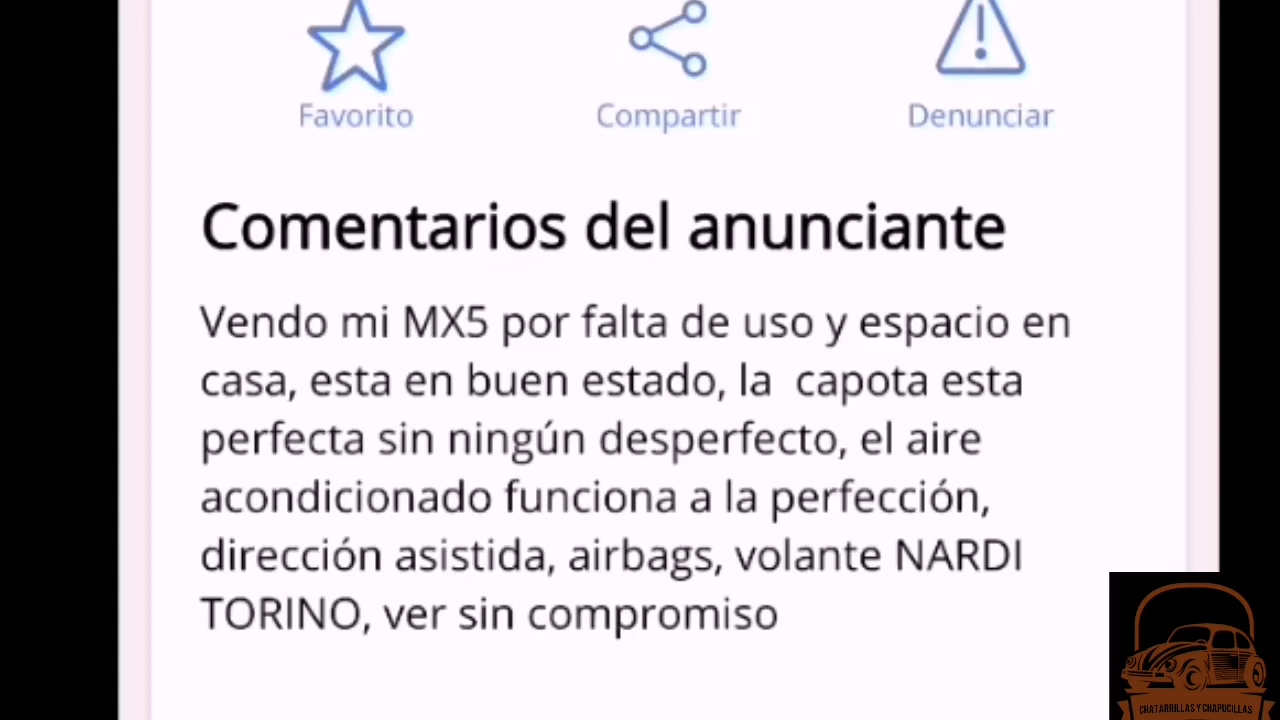 Favorito Compartir Denunciar
Comentarios del anunciante
Vendo mi MX5 por falta de uso y espacio en
casa, esta en buen estado, la  capota esta
perfecta sin ningún desperfecto, el aire
acondicionado funciona a la perfección,
dirección asistida, airbags, volante NARDI
TORINO, ver sin compromiso
CHATARRILLAS Y CHAPUCILLAS